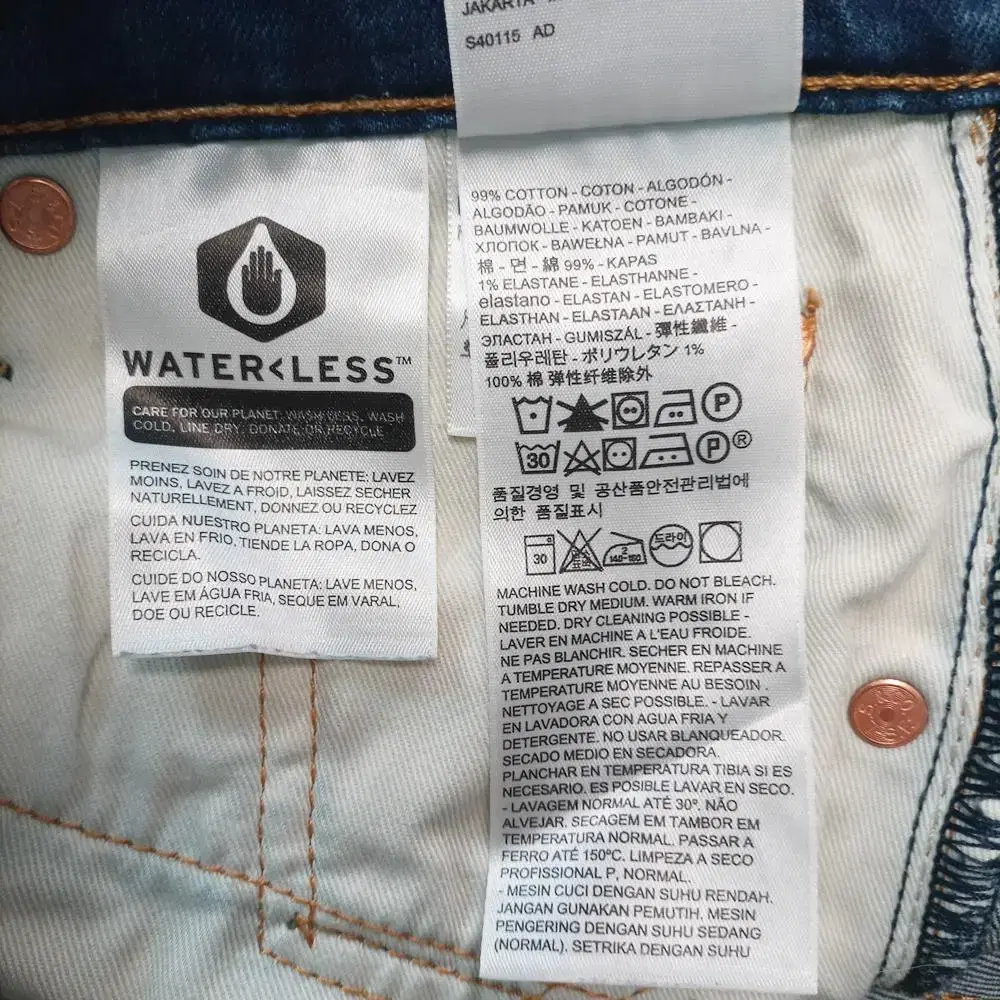 JAKARTA
S40115 AD
WATER<LESS™
CARE FOR OUR PLANET: WASH LESS, WASH
COLD, LINE DRY, DONATE OR RECYCLE
PRENEZ SOIN DE NOTRE PLANETE: LAVEZ
MOINS, LAVEZ A FROID, LAISSEZ SECHER
NATURELLEMENT, DONNEZ OU RECYCLEZ
CUIDA NUESTRO PLANETA: LAVA MENOS,
LAVA EN FRIO, TIENDE LA ROPA, DONA O
RECICLA.
CUIDE DO NOSSO PLANETA: LAVE MENOS,
LAVE EM ÁGUA FRIA, SEQUE EM VARAL,
DOE OU RECICLE.
99% COTTON - COTON - ALGODÓN -
ALGODÃO - PAMUK - COTONE -
BAUMWOLLE - KATOEN - BAMBAKI -
ХЛОПОК - BAWEŁNA - PAMUT - BAVLNA -
棉 - 면 - 綿 99% - KAPAS
1% ELASTANE - ELASTHANNE -
elastano - ELASTAN - ELASTOMERO -
ELASTHAN - ELASTAAN - ΕΛΑΣΤΑΝΗ -
ЭЛАСТАН - GUMISZÁL - 彈性纖維 -
폴리우레탄 - ポリウレタン 1%
100% 棉 弹性纤维除外
P
30 P®
품질경영 및 공산품안전관리법에
의한 품질표시
30 2 140-160 드라이
MACHINE WASH COLD. DO NOT BLEACH.
TUMBLE DRY MEDIUM. WARM IRON IF
NEEDED. DRY CLEANING POSSIBLE -
LAVER EN MACHINE A L'EAU FROIDE.
NE PAS BLANCHIR. SECHER EN MACHINE
A TEMPERATURE MOYENNE. REPASSER A
TEMPERATURE MOYENNE AU BESOIN .
NETTOYAGE A SEC POSSIBLE. - LAVAR
EN LAVADORA CON AGUA FRIA Y
DETERGENTE. NO USAR BLANQUEADOR.
SECADO MEDIO EN SECADORA.
PLANCHAR EN TEMPERATURA TIBIA SI ES
NECESARIO. ES POSIBLE LAVAR EN SECO.
- LAVAGEM NORMAL ATÉ 30º. NÃO
ALVEJAR. SECAGEM EM TAMBOR EM
TEMPERATURA NORMAL. PASSAR A
FERRO ATÉ 150ºC. LIMPEZA A SECO
PROFISSIONAL P, NORMAL.
- MESIN CUCI DENGAN SUHU RENDAH.
JANGAN GUNAKAN PEMUTIH, MESIN
PENGERING DENGAN SUHU SEDANG
(NORMAL). SETRIKA DENGAN SUHU